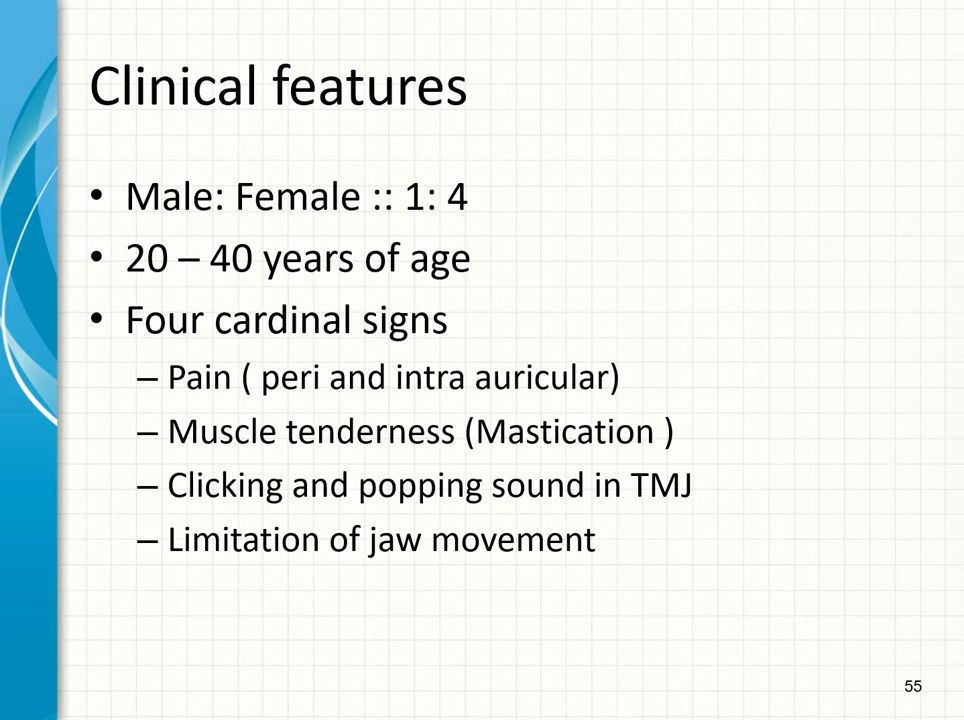 Clinical features
• Male: Female :: 1: 4
• 20 – 40 years of age
• Four cardinal signs
– Pain ( peri and intra auricular)
– Muscle tenderness (Mastication )
– Clicking and popping sound in TMJ
– Limitation of jaw movement
55